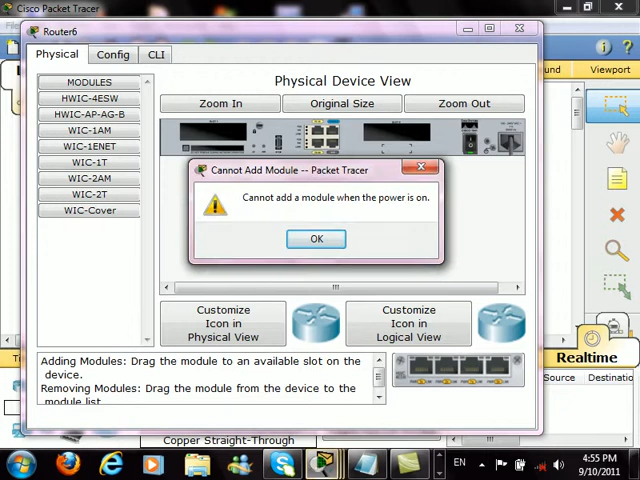 Cisco Packet Tracer
Router6
Physical
Config
CLI
und
Viewport
MODULES
HWIC-4ESW
HWIC-AP-AG-B
WIC-1AM
WIC-1ENET
WIC-1T
WIC-2AM
WIC-2T
WIC-Cover
Physical Device View
Zoom In
Original Size
Zoom Out
Cannot Add Module -- Packet Tracer
Cannot add a module when the power is on.
OK
Customize
Icon in
Physical View
Customize
Icon in
Logical View
Adding Modules: Drag the module to an available slot on the
device.
Removing Modules: Drag the module from the device to the
module list.
Realtime
Source
Destinatio
Copper Straight-Through
EN
4:55 PM
9/10/2011